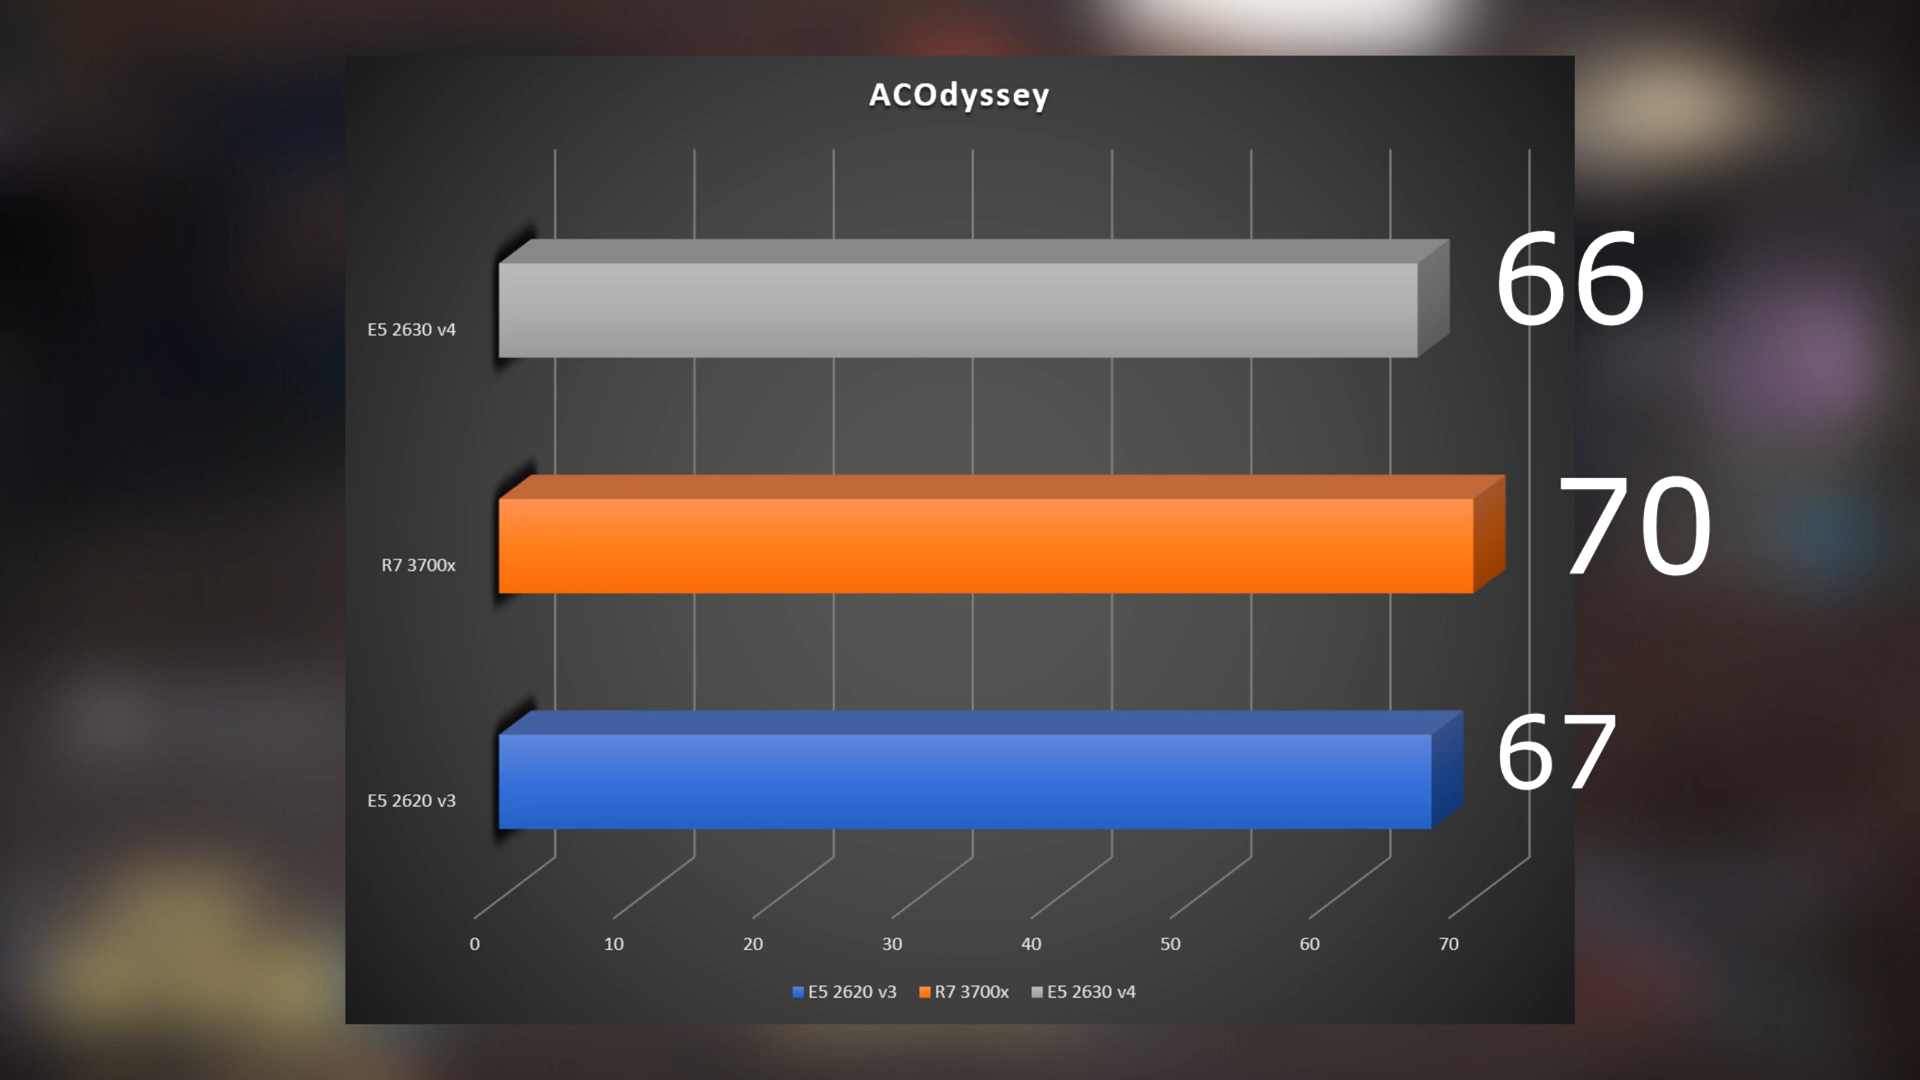 ACOdyssey
E5 2630 v4
66
R7 3700x
70
E5 2620 v3
67
0 10 20 30 40 50 60 70
E5 2620 v3 R7 3700x E5 2630 v4